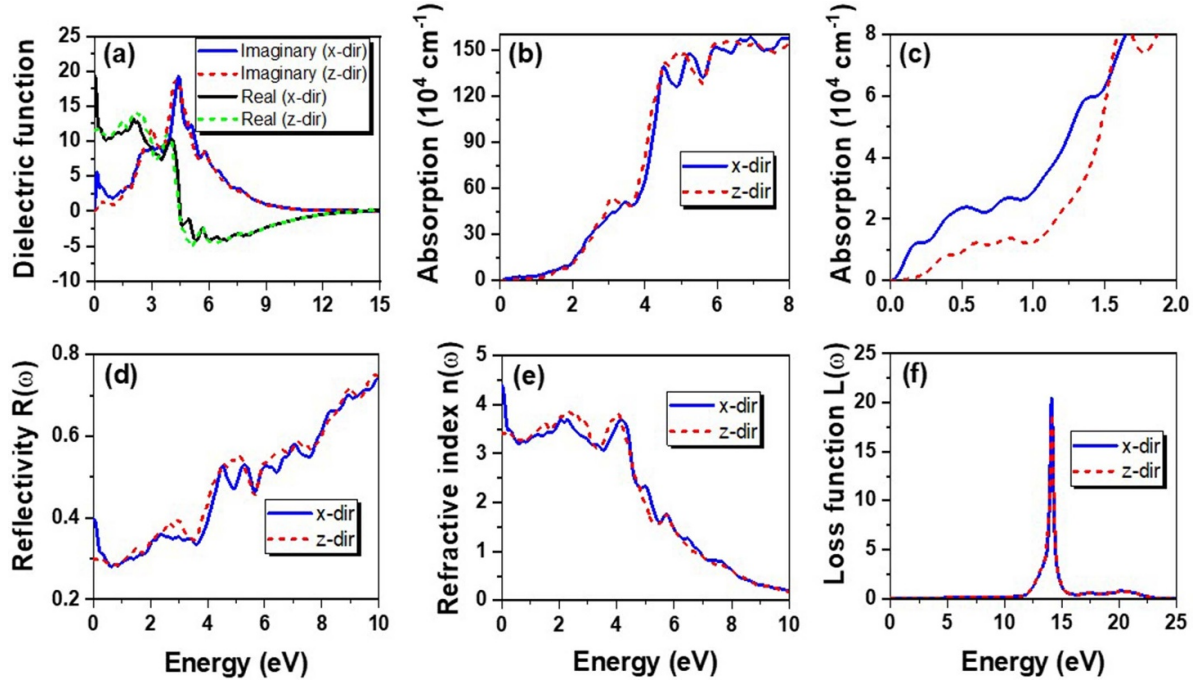 (a)
Imaginary (x-dir)
Imaginary (z-dir)
Real (x-dir)
Real (z-dir)
Dielectric function
25
20
15
10
5
0
-5
-10
0 3 6 9 12 15
(b)
x-dir
z-dir
Absorption (10⁴ cm⁻¹)
150
120
90
60
30
0
0 2 4 6 8
(c)
x-dir
z-dir
Absorption (10⁴ cm⁻¹)
8
6
4
2
0
0.0 0.5 1.0 1.5 2.0
(d)
x-dir
z-dir
Reflectivity R(ω)
0.8
0.6
0.4
0.2
0 2 4 6 8 10
Energy (eV)
(e)
x-dir
z-dir
Refractive index n(ω)
5
4
3
2
1
0
0 2 4 6 8 10
Energy (eV)
(f)
x-dir
z-dir
Loss function L(ω)
25
20
15
10
5
0
0 5 10 15 20 25
Energy (eV)